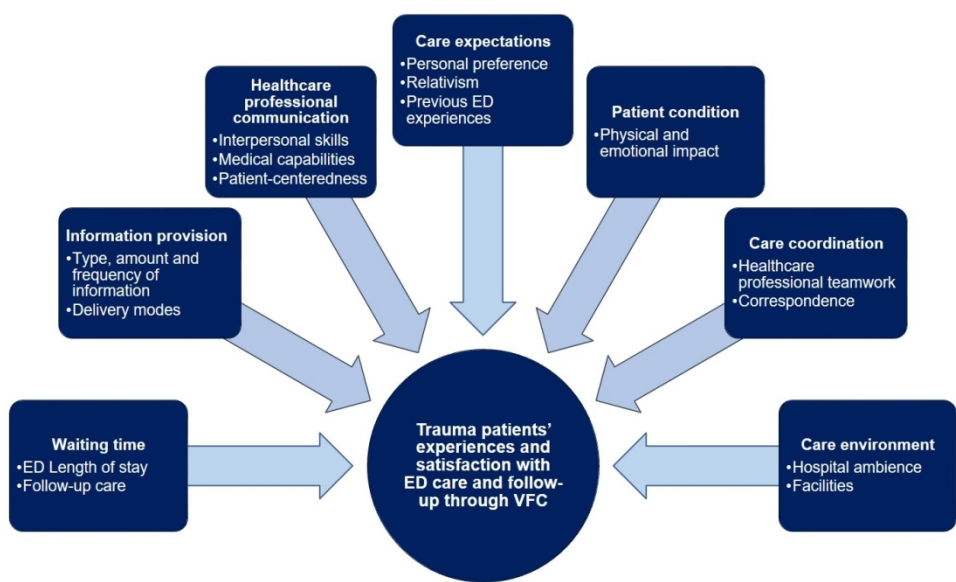 Care expectations
•Personal preference
•Relativism
•Previous ED
experiences
Healthcare
professional
communication
•Interpersonal skills
•Medical capabilities
•Patient-centeredness
Patient condition
•Physical and
emotional impact
Information provision
•Type, amount and
frequency of
information
•Delivery modes
Care coordination
•Healthcare
professional teamwork
•Correspondence
Waiting time
•ED Length of stay
•Follow-up care
Trauma patients’
experiences and
satisfaction with
ED care and follow-
up through VFC
Care environment
•Hospital ambience
•Facilities